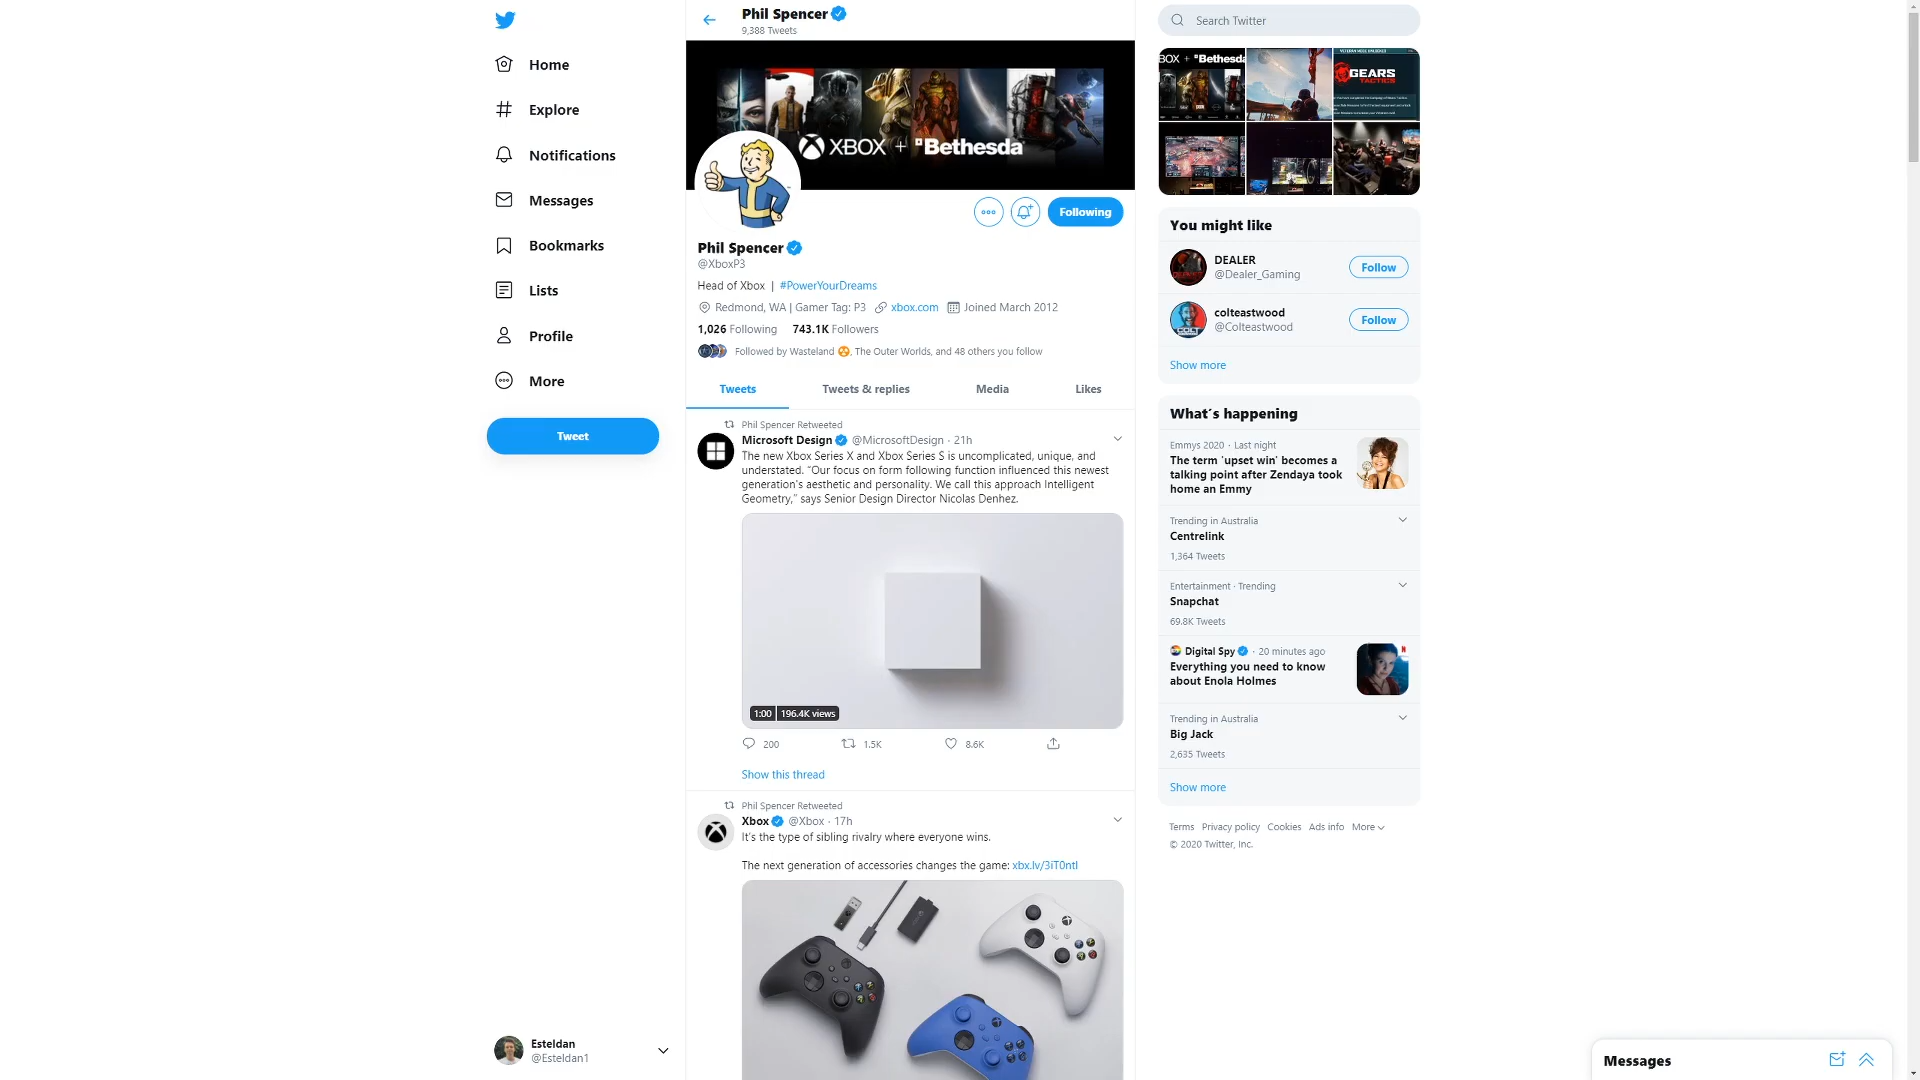 Home
Explore
Notifications
Messages
Bookmarks
Lists
Profile
More
Tweet
Esteldan
@Esteldan1
Phil Spencer
9,388 Tweets
XBOX + Bethesda
Following
Phil Spencer
@XboxP3
Head of Xbox | #PowerYourDreams
Redmond, WA | Gamer Tag: P3 xbox.com Joined March 2012
1,026 Following 743.1K Followers
Followed by Wasteland, The Outer Worlds, and 48 others you follow
Tweets Tweets & replies Media Likes
Phil Spencer Retweeted
Microsoft Design @MicrosoftDesign · 21h
The new Xbox Series X and Xbox Series S is uncomplicated, unique, and
understated. “Our focus on form following function influenced this newest
generation's aesthetic and personality. We call this approach Intelligent
Geometry,” says Senior Design Director Nicolas Denhez.
1:00 196.4K views
200 1.5K 8.6K
Show this thread
Phil Spencer Retweeted
Xbox @Xbox · 17h
It's the type of sibling rivalry where everyone wins.
The next generation of accessories changes the game: xbx.lv/3iT0ntI
Search Twitter
BOX + Bethesda
GEARS
TACTICS
You might like
DEALER
@Dealer_Gaming
Follow
colteastwood
@Colteastwood
Follow
Show more
What's happening
Emmys 2020 · Last night
The term 'upset win' becomes a
talking point after Zendaya took
home an Emmy
Trending in Australia
Centrelink
1,364 Tweets
Entertainment · Trending
Snapchat
69.8K Tweets
Digital Spy · 20 minutes ago
Everything you need to know
about Enola Holmes
Trending in Australia
Big Jack
2,635 Tweets
Show more
Terms Privacy policy Cookies Ads info More
© 2020 Twitter, Inc.
Messages